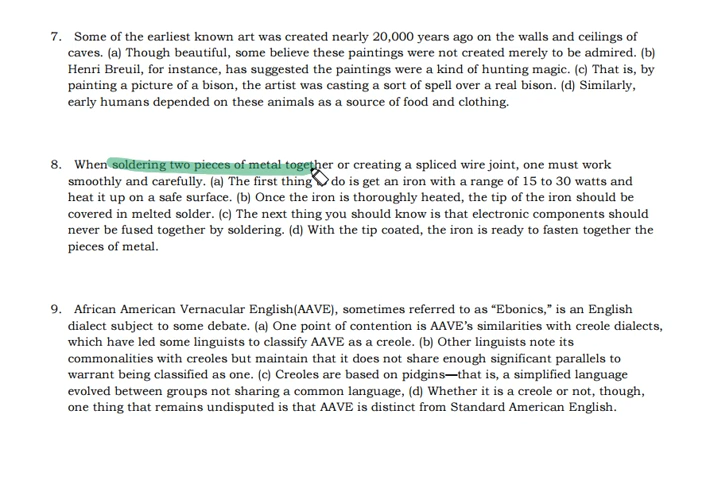 7. Some of the earliest known art was created nearly 20,000 years ago on the walls and ceilings of
caves. (a) Though beautiful, some believe these paintings were not created merely to be admired. (b)
Henri Breuil, for instance, has suggested the paintings were a kind of hunting magic. (c) That is, by
painting a picture of a bison, the artist was casting a sort of spell over a real bison. (d) Similarly,
early humans depended on these animals as a source of food and clothing.
8. When soldering two pieces of metal together or creating a spliced wire joint, one must work
smoothly and carefully. (a) The first thing do is get an iron with a range of 15 to 30 watts and
heat it up on a safe surface. (b) Once the iron is thoroughly heated, the tip of the iron should be
covered in melted solder. (c) The next thing you should know is that electronic components should
never be fused together by soldering. (d) With the tip coated, the iron is ready to fasten together the
pieces of metal.
9. African American Vernacular English(AAVE), sometimes referred to as “Ebonics,” is an English
dialect subject to some debate. (a) One point of contention is AAVE’s similarities with creole dialects,
which have led some linguists to classify AAVE as a creole. (b) Other linguists note its
commonalities with creoles but maintain that it does not share enough significant parallels to
warrant being classified as one. (c) Creoles are based on pidgins—that is, a simplified language
evolved between groups not sharing a common language, (d) Whether it is a creole or not, though,
one thing that remains undisputed is that AAVE is distinct from Standard American English.